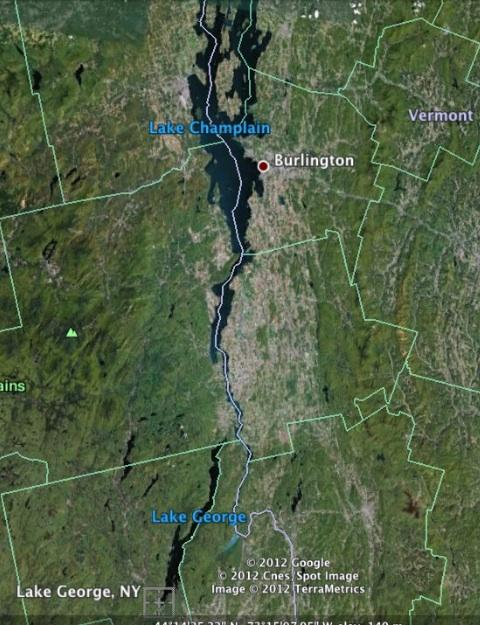 Lake Champlain
Vermont
Burlington
ains
Lake George
© 2012 Google
© 2012 Cnes, Spot Image
Image © 2012 TerraMetrics
Lake George, NY